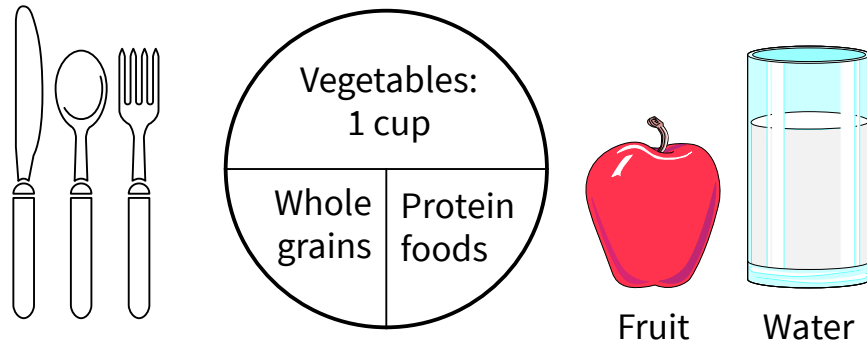 Vegetables:
1 cup
Whole
grains
Protein
foods
Fruit
Water